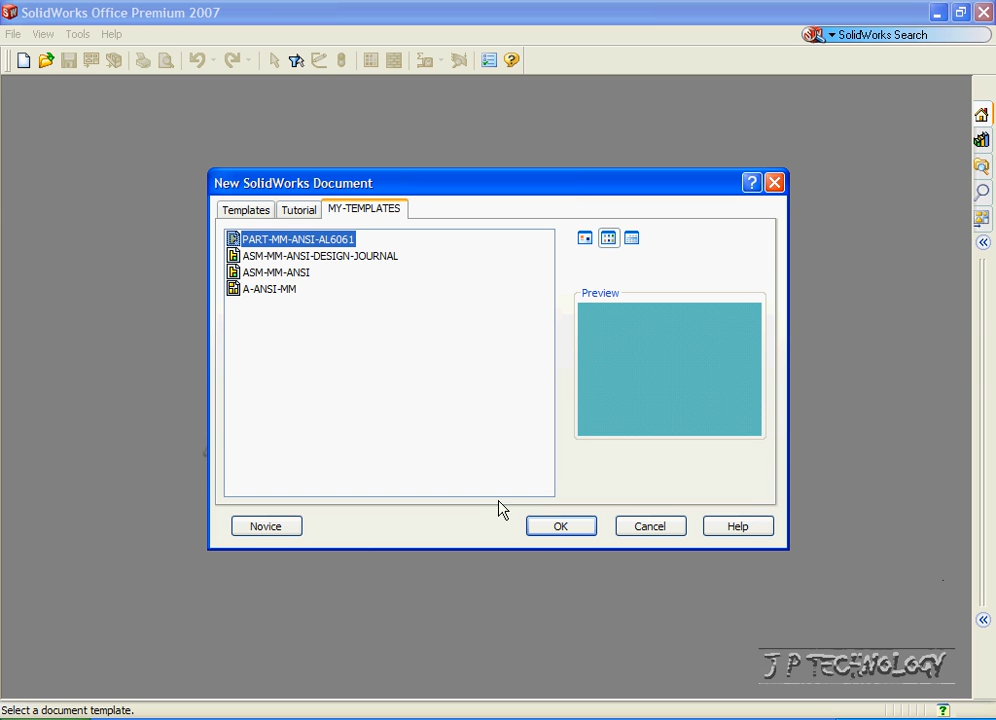 SolidWorks Office Premium 2007
File View Tools Help
SolidWorks Search
New SolidWorks Document
Templates Tutorial MY-TEMPLATES
PART-MM-ANSI-AL6061
ASM-MM-ANSI-DESIGN-JOURNAL
ASM-MM-ANSI
A-ANSI-MM
Preview
Novice OK Cancel Help
J P TECHNOLOGY
Select a document template.